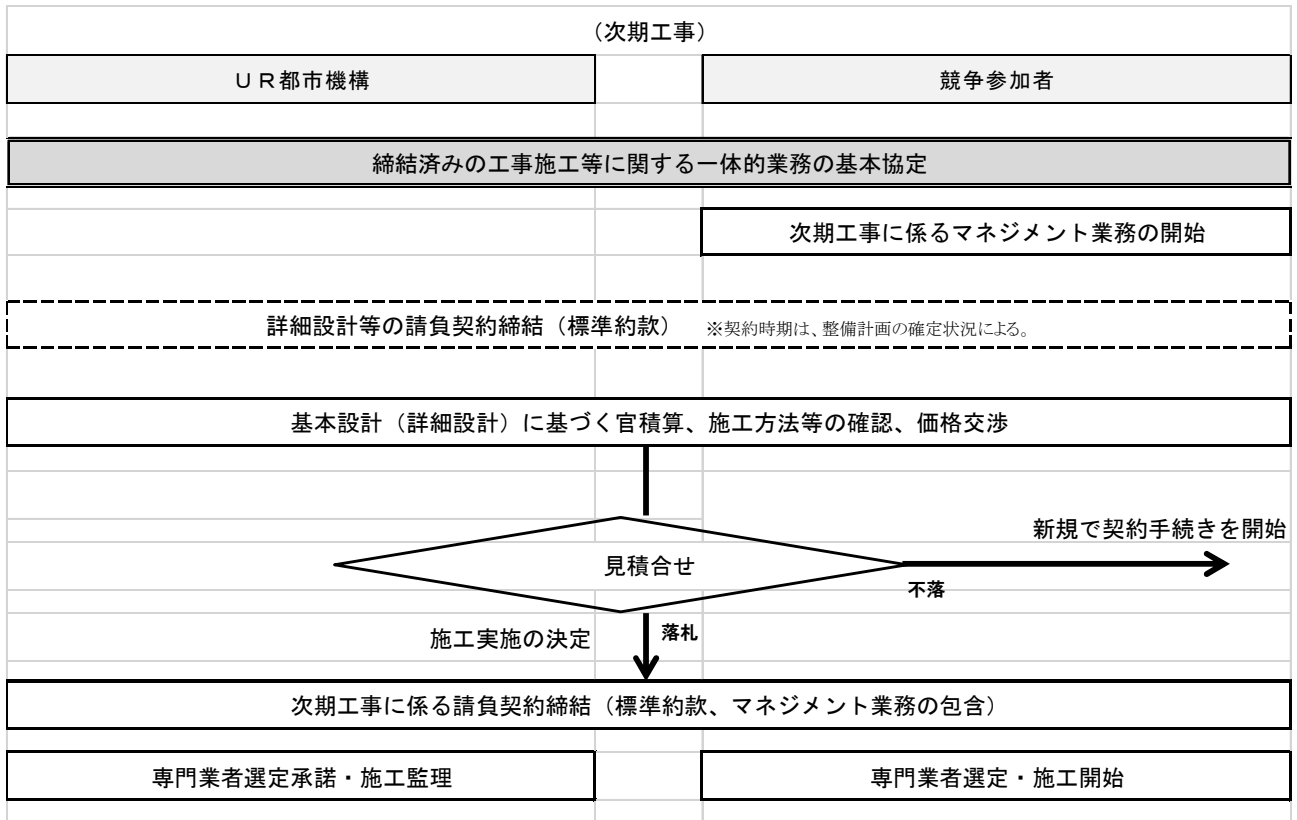 （次期工事）
ＵＲ都市機構
競争参加者
締結済みの工事施工等に関する一体的業務の基本協定
次期工事に係るマネジメント業務の開始
詳細設計等の請負契約締結（標準約款） ※契約時期は、整備計画の確定状況による。
基本設計（詳細設計）に基づく官積算、施工方法等の確認、価格交渉
新規で契約手続きを開始
見積合せ
不落
施工実施の決定
落札
次期工事に係る請負契約締結（標準約款、マネジメント業務の包含）
専門業者選定承諾・施工監理
専門業者選定・施工開始